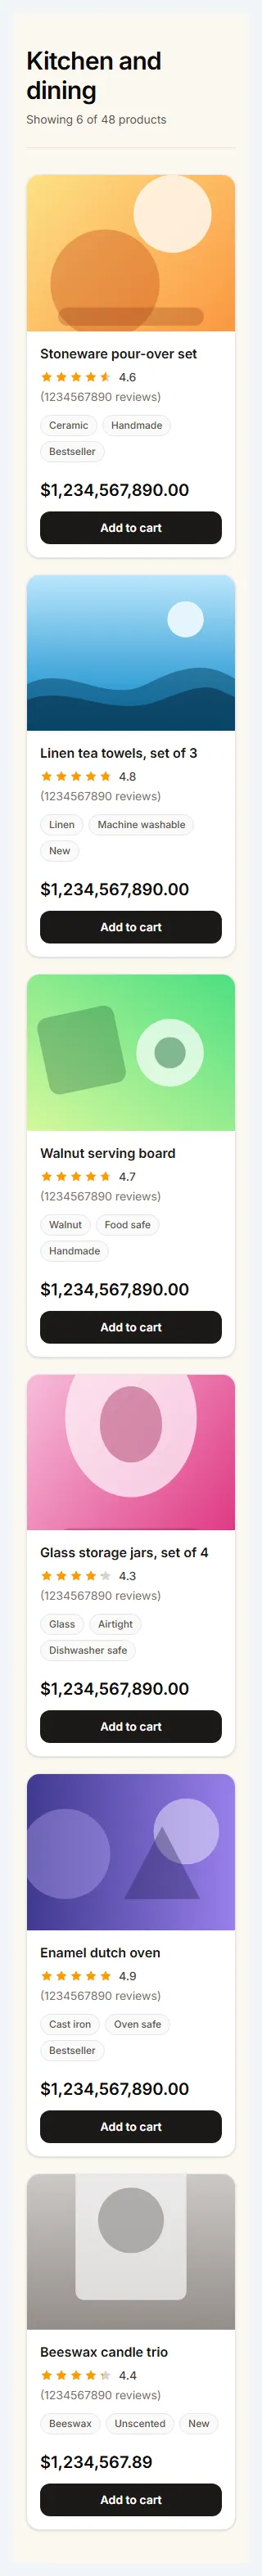 Kitchen and
dining
Showing 6 of 48 products
Stoneware pour-over set
4.6
(1234567890 reviews)
Ceramic Handmade
Bestseller
$1,234,567,890.00
Add to cart
Linen tea towels, set of 3
4.8
(1234567890 reviews)
Linen Machine washable
New
$1,234,567,890.00
Add to cart
Walnut serving board
4.7
(1234567890 reviews)
Walnut Food safe
Handmade
$1,234,567,890.00
Add to cart
Glass storage jars, set of 4
4.3
(1234567890 reviews)
Glass Airtight
Dishwasher safe
$1,234,567,890.00
Add to cart
Enamel dutch oven
4.9
(1234567890 reviews)
Cast iron Oven safe
Bestseller
$1,234,567,890.00
Add to cart
Beeswax candle trio
4.4
(1234567890 reviews)
Beeswax Unscented New
$1,234,567.89
Add to cart